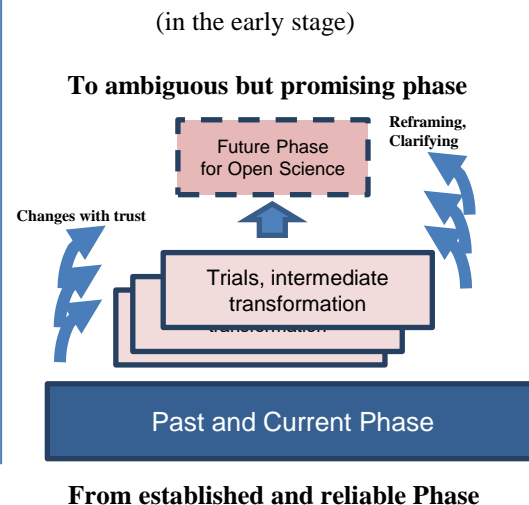 (in the early stage)
To ambiguous but promising phase
Reframing,
Clarifying
Future Phase
for Open Science
Changes with trust
Trials, intermediate
transformation
transformation
Past and Current Phase
From established and reliable Phase